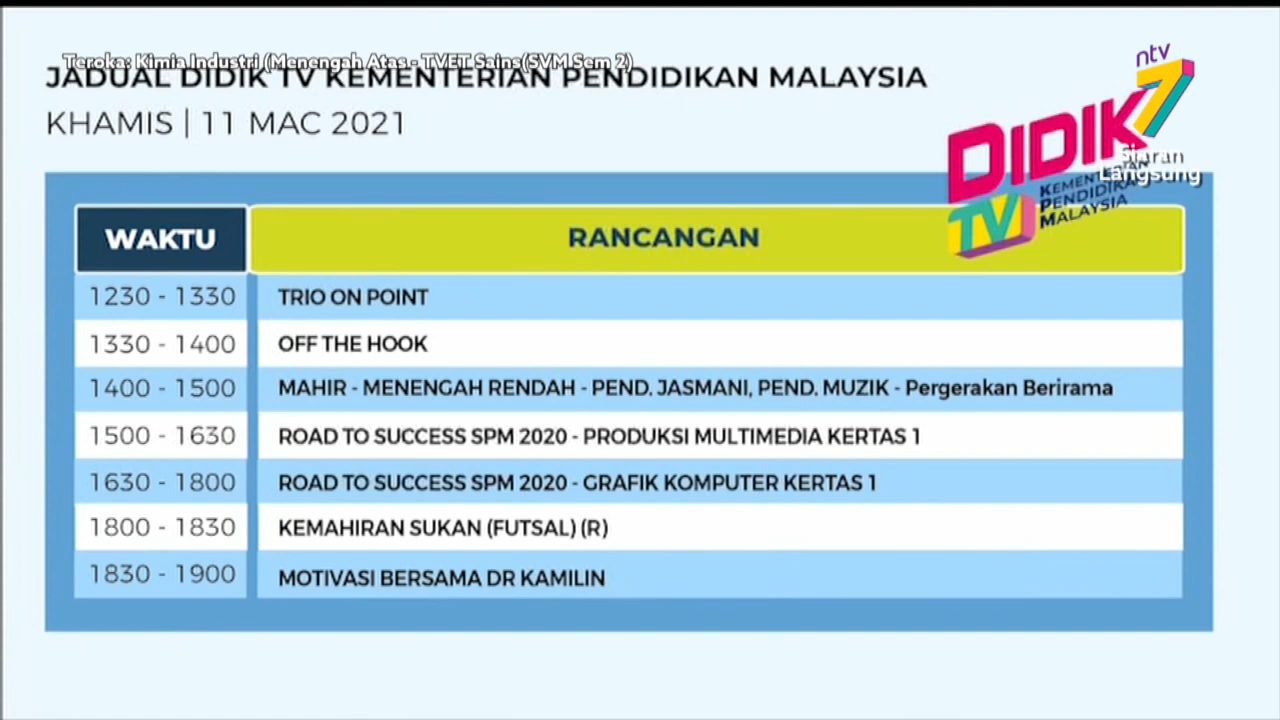 Teroka: Kimia Industri (Menengah Atas - TVET Sains(SVM Sem 2)
JADUAL DIDIK TV KEMENTERIAN PENDIDIKAN MALAYSIA
KHAMIS | 11 MAC 2021
ntv
7
DIDIK
TV
KEMENTERIAN
PENDIDIKAN
MALAYSIA
Siaran
Langsung
WAKTU RANCANGAN
1230 - 1330 TRIO ON POINT
1330 - 1400 OFF THE HOOK
1400 - 1500 MAHIR - MENENGAH RENDAH - PEND. JASMANI, PEND. MUZIK - Pergerakan Berirama
1500 - 1630 ROAD TO SUCCESS SPM 2020 - PRODUKSI MULTIMEDIA KERTAS 1
1630 - 1800 ROAD TO SUCCESS SPM 2020 - GRAFIK KOMPUTER KERTAS 1
1800 - 1830 KEMAHIRAN SUKAN (FUTSAL) (R)
1830 - 1900 MOTIVASI BERSAMA DR KAMILIN